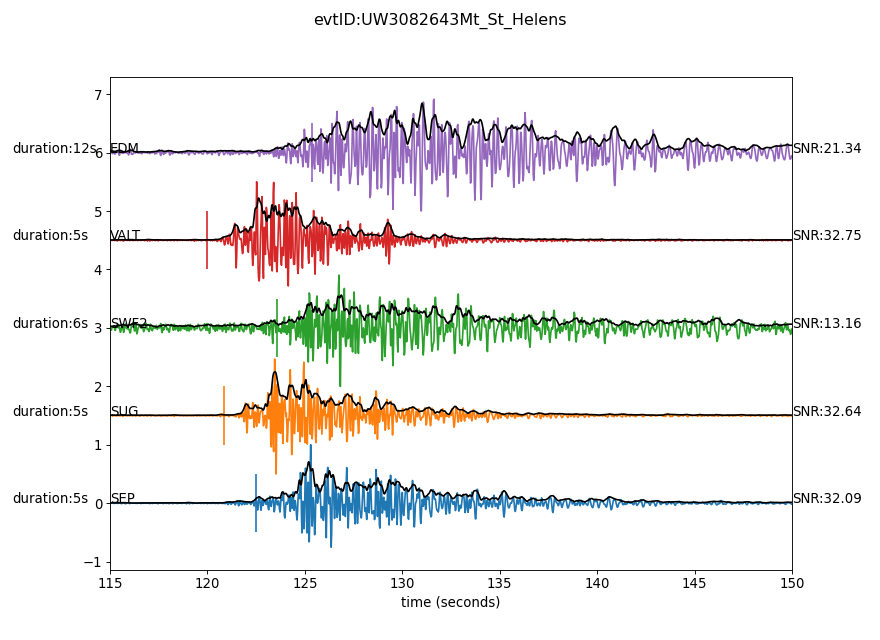 evtID:UW3082643Mt_St_Helens
7
duration:12s EDM SNR:21.34
6
5
duration:5s VALT SNR:32.75
4
duration:6s SWF2 SNR:13.16
3
2
duration:5s SUG SNR:32.64
1
duration:5s SEP SNR:32.09
0
−1
115 120 125 130 135 140 145 150
time (seconds)